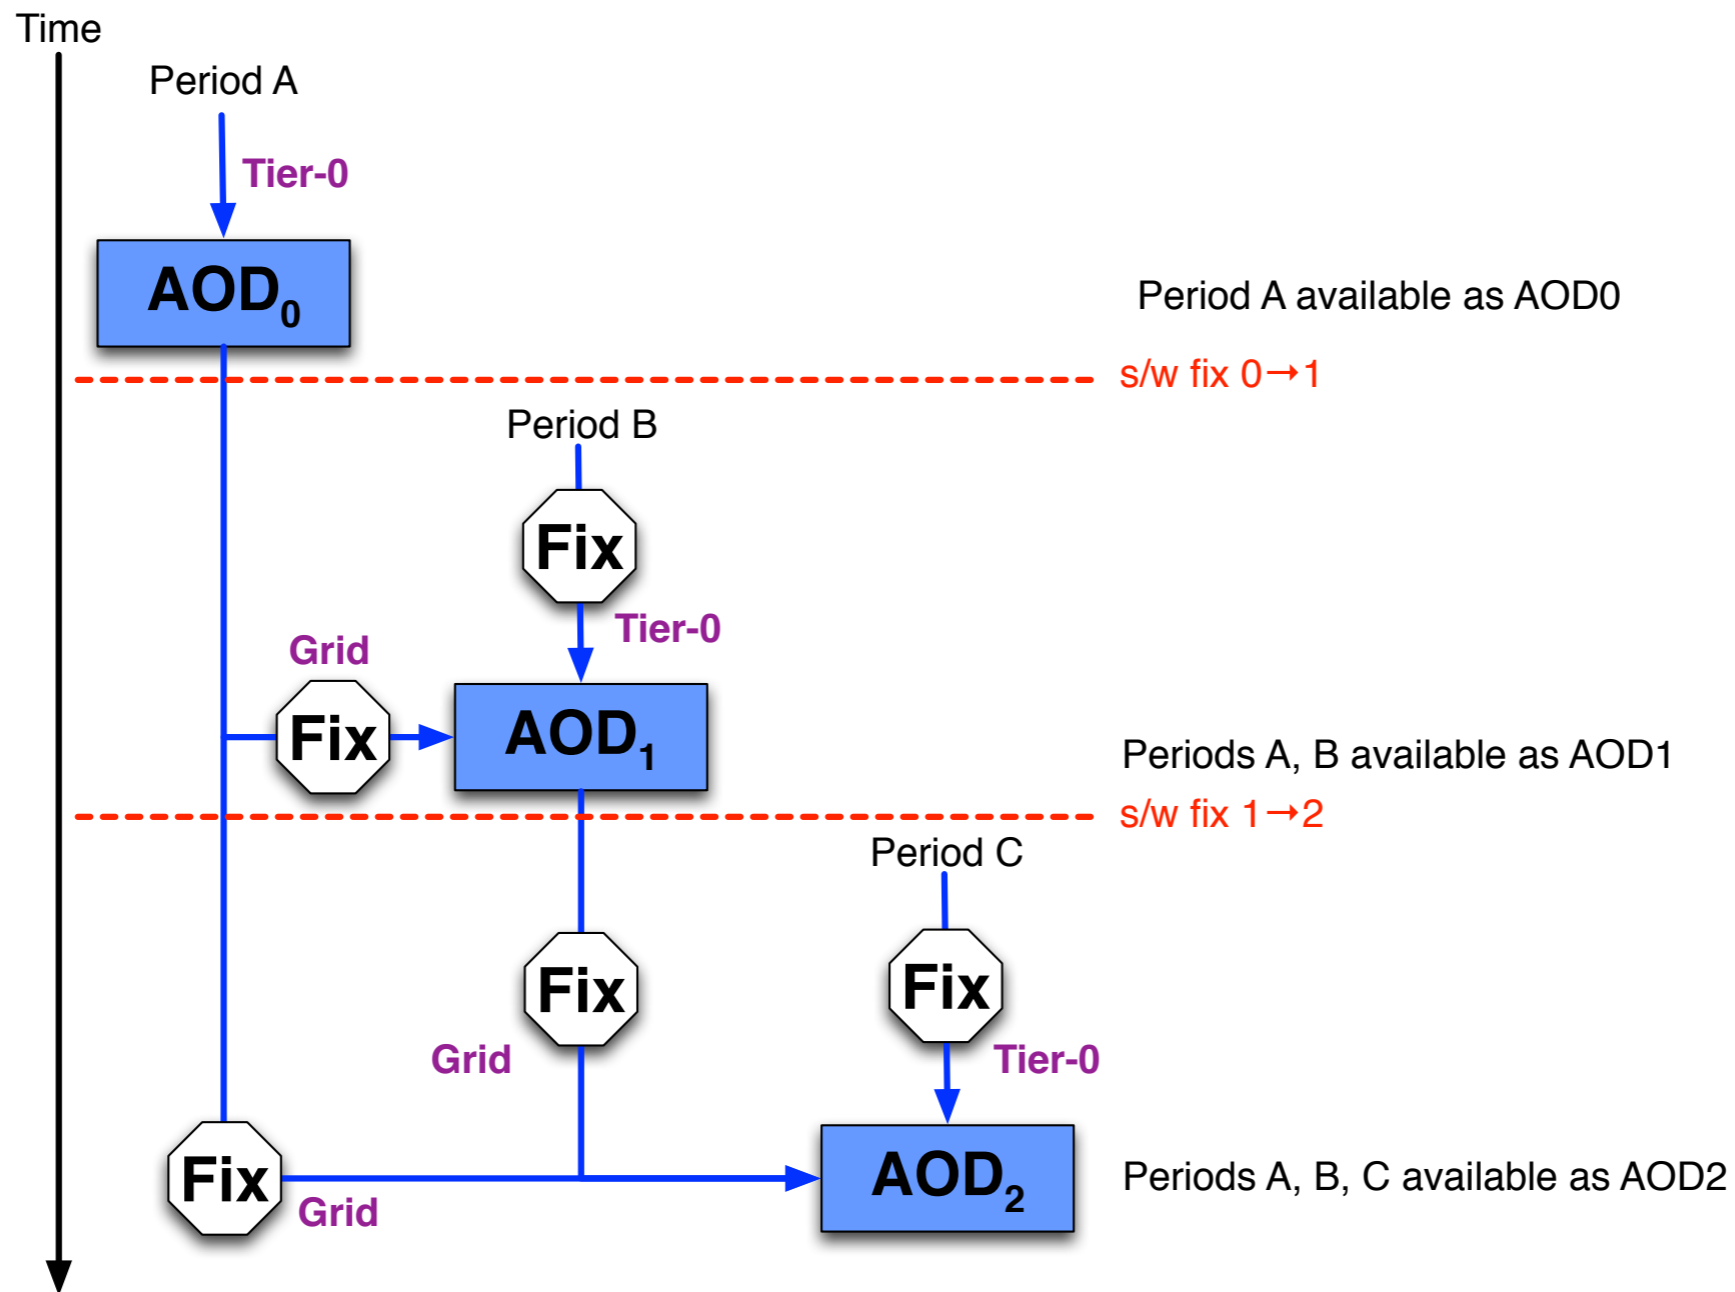 Time
Period A
Tier-0
AOD0
Period A available as AOD0
s/w fix 0→1
Period B
Fix
Tier-0
Grid
Fix
AOD1
Periods A, B available as AOD1
s/w fix 1→2
Period C
Fix
Fix
Grid
Tier-0
Fix
Grid
AOD2
Periods A, B, C available as AOD2